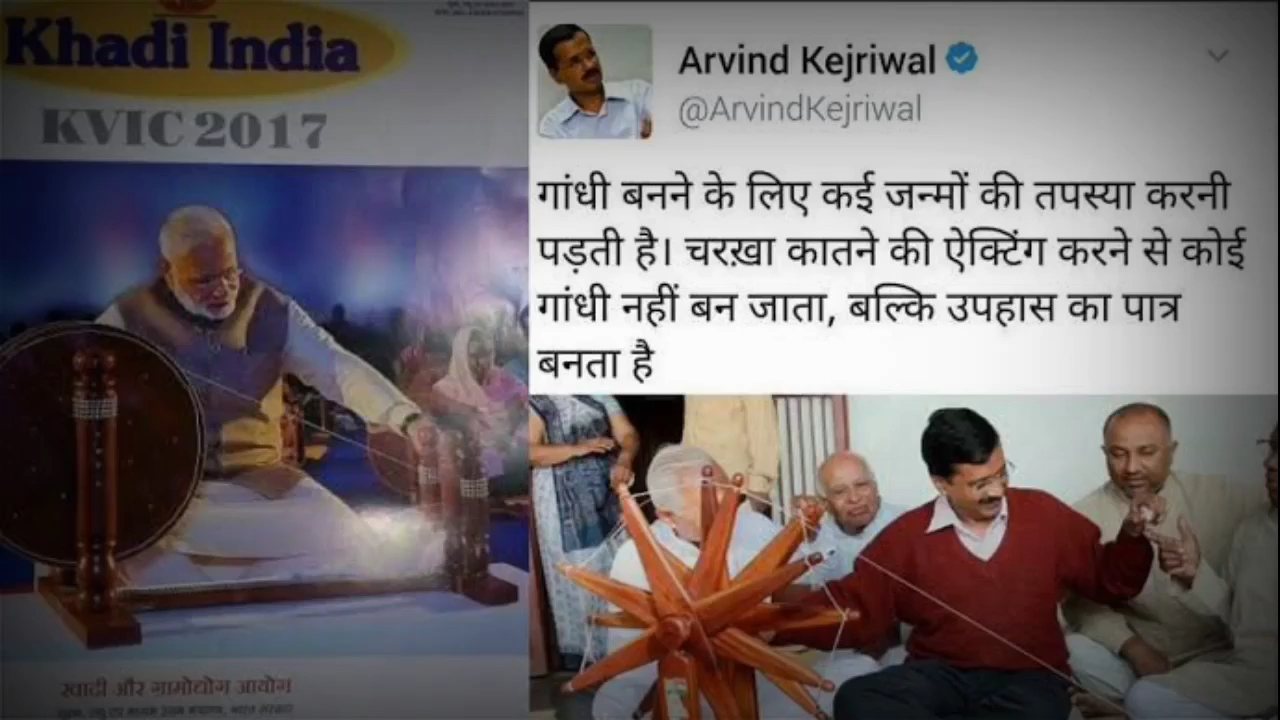 Khadi India
KVIC 2017
खादी और ग्रामोद्योग आयोग
Arvind Kejriwal
@ArvindKejriwal
गांधी बनने के लिए कई जन्मों की तपस्या करनी
पड़ती है। चरख़ा कातने की ऐक्टिंग करने से कोई
गांधी नहीं बन जाता, बल्कि उपहास का पात्र
बनता है